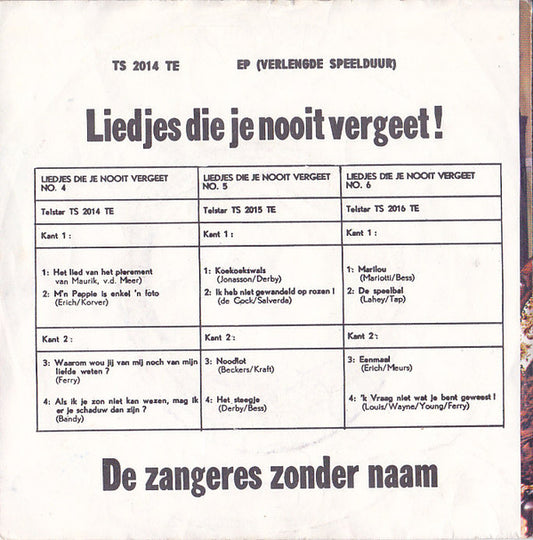 TS 2014 TE EP (VERLENGDE SPEELDUUR)
Liedjes die je nooit vergeet!
LIEDJES DIE JE NOOIT VERGEET
NO. 4
Telstar TS 2014 TE
Kant 1 :
1: Het lied van het pierement
van Maurik, v.d. Meer)
2: M'n Pappie is enkel 'n foto
(Erich/Korver)
Kant 2 :
3: Waarom wou jij van mij noch van mijn
liefde weten ?
(Ferry)
4: Als ik je zon niet kan wezen, mag ik
er je schaduw dan zijn ?
(Bandy)
LIEDJES DIE JE NOOIT VERGEET
NO. 5
Telstar TS 2015 TE
Kant 1 :
1: Koekoekswals
(Jonasson/Derby)
2: Ik heb niet gewandeld op rozen !
(de Cock/Salverda)
Kant 2 :
3: Noodlot
(Beckers/Kraft)
4: Het steegje
(Derby/Bess)
LIEDJES DIE JE NOOIT VERGEET
NO. 6
Telstar TS 2016 TE
Kant 1 :
1: Marilou
(Mariotti/Bess)
2: De speelbal
(Lahey/Tap)
Kant 2 :
3: Eenmaal
(Erich/Meurs)
4: 'k Vraag niet wat je bent geweest !
(Louis/Wayne/Young/Ferry)
De zangeres zonder naam